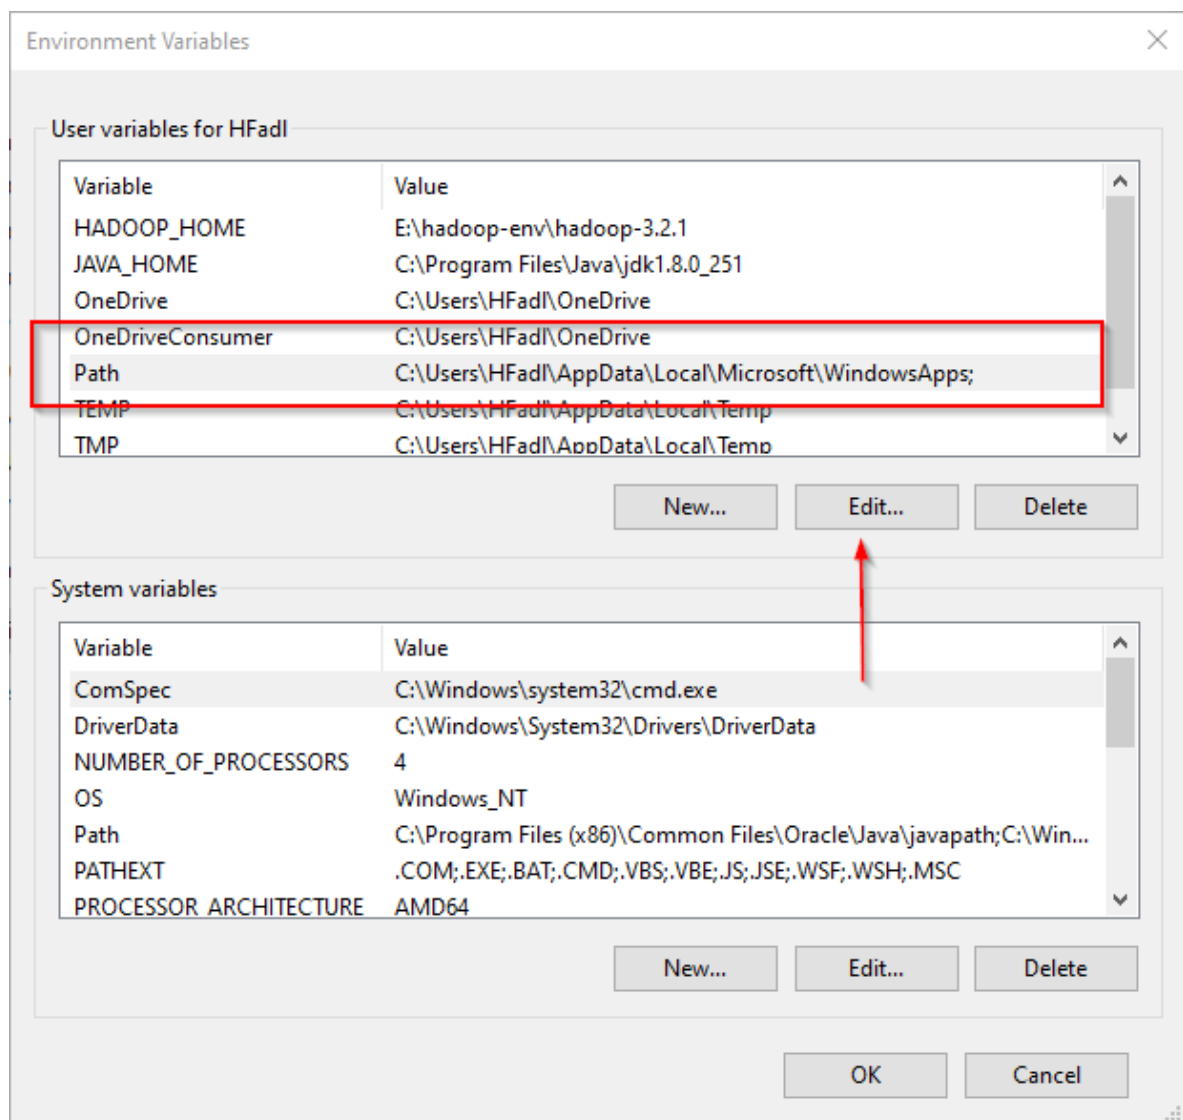 Environment Variables
User variables for HFadl
Variable Value
HADOOP_HOME E:\hadoop-env\hadoop-3.2.1
JAVA_HOME C:\Program Files\Java\jdk1.8.0_251
OneDrive C:\Users\HFadl\OneDrive
OneDriveConsumer C:\Users\HFadl\OneDrive
Path C:\Users\HFadl\AppData\Local\Microsoft\WindowsApps;
TEMP C:\Users\HFadl\AppData\Local\Temp
TMP C:\Users\HFadl\AppData\Local\Temp
New... Edit... Delete
System variables
Variable Value
ComSpec C:\Windows\system32\cmd.exe
DriverData C:\Windows\System32\Drivers\DriverData
NUMBER_OF_PROCESSORS 4
OS Windows_NT
Path C:\Program Files (x86)\Common Files\Oracle\Java\javapath;C:\Win...
PATHEXT .COM;.EXE;.BAT;.CMD;.VBS;.VBE;.JS;.JSE;.WSF;.WSH;.MSC
PROCESSOR_ARCHITECTURE AMD64
New... Edit... Delete
OK Cancel